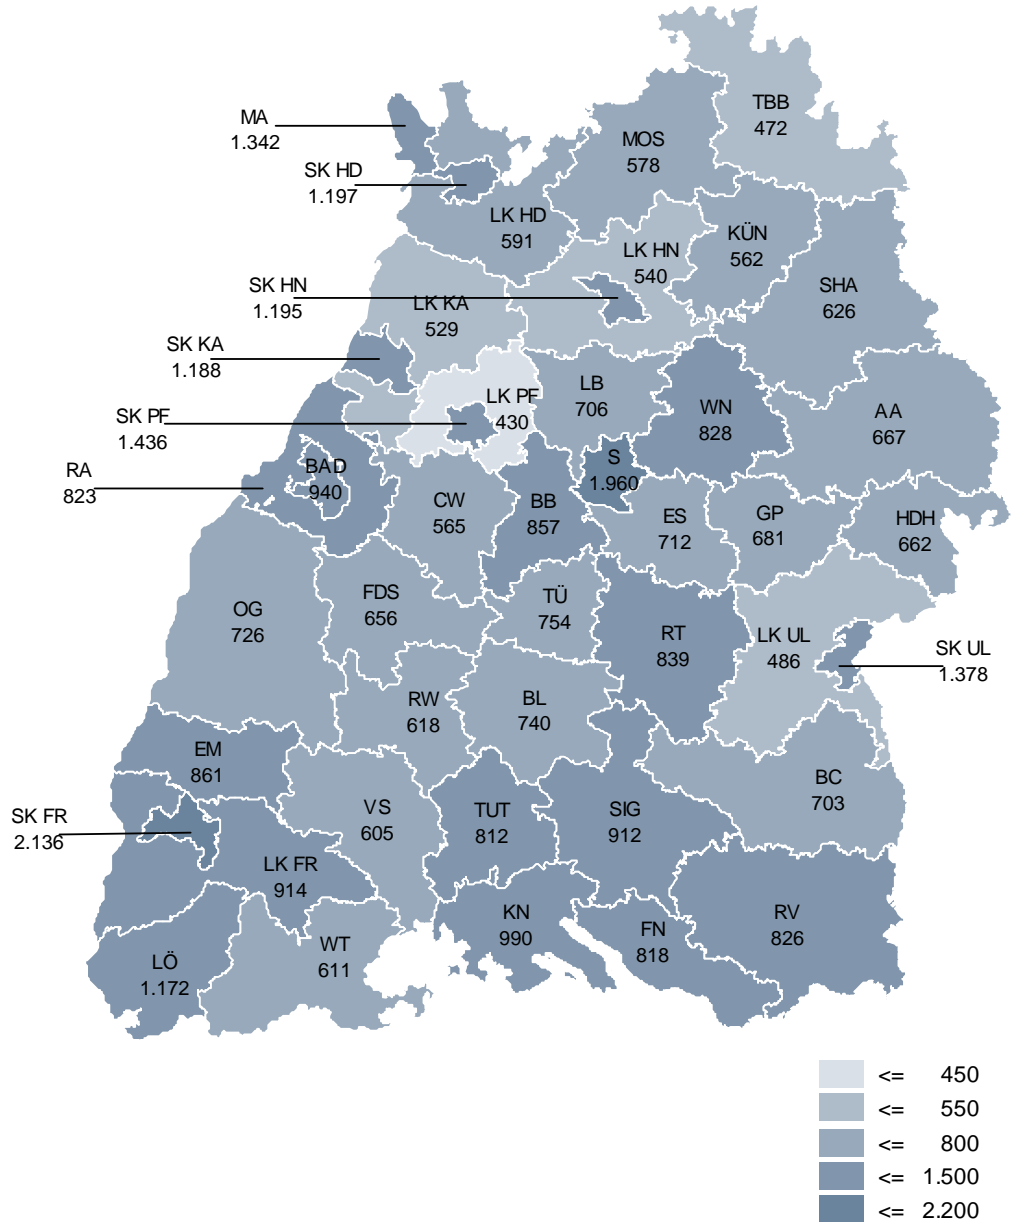 TBB
472
MA
1.342
MOS
578
SK HD
1.197
LK HD
591
KÜN
562
LK HN
540
SK HN
1.195
SHA
626
LK KA
529
SK KA
1.188
LB
706
LK PF
430
WN
828
AA
667
SK PF
1.436
S
1.960
RA
823
BAD
940
CW
565
BB
857
ES
712
GP
681
HDH
662
FDS
656
TÜ
754
OG
726
RT
839
LK UL
486
SK UL
1.378
RW
618
BL
740
EM
861
BC
703
SK FR
2.136
VS
605
TUT
812
SIG
912
LK FR
914
KN
990
FN
818
RV
826
WT
611
LÖ
1.172
<= 450
<= 550
<= 800
<= 1.500
<= 2.200